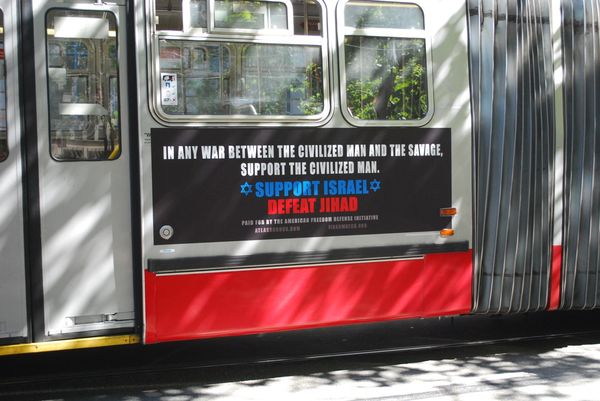 IN ANY WAR BETWEEN THE CIVILIZED MAN AND THE SAVAGE,
SUPPORT THE CIVILIZED MAN.
SUPPORT ISRAEL
DEFEAT JIHAD
PAID FOR BY THE AMERICAN FREEDOM DEFENSE INITIATIVE